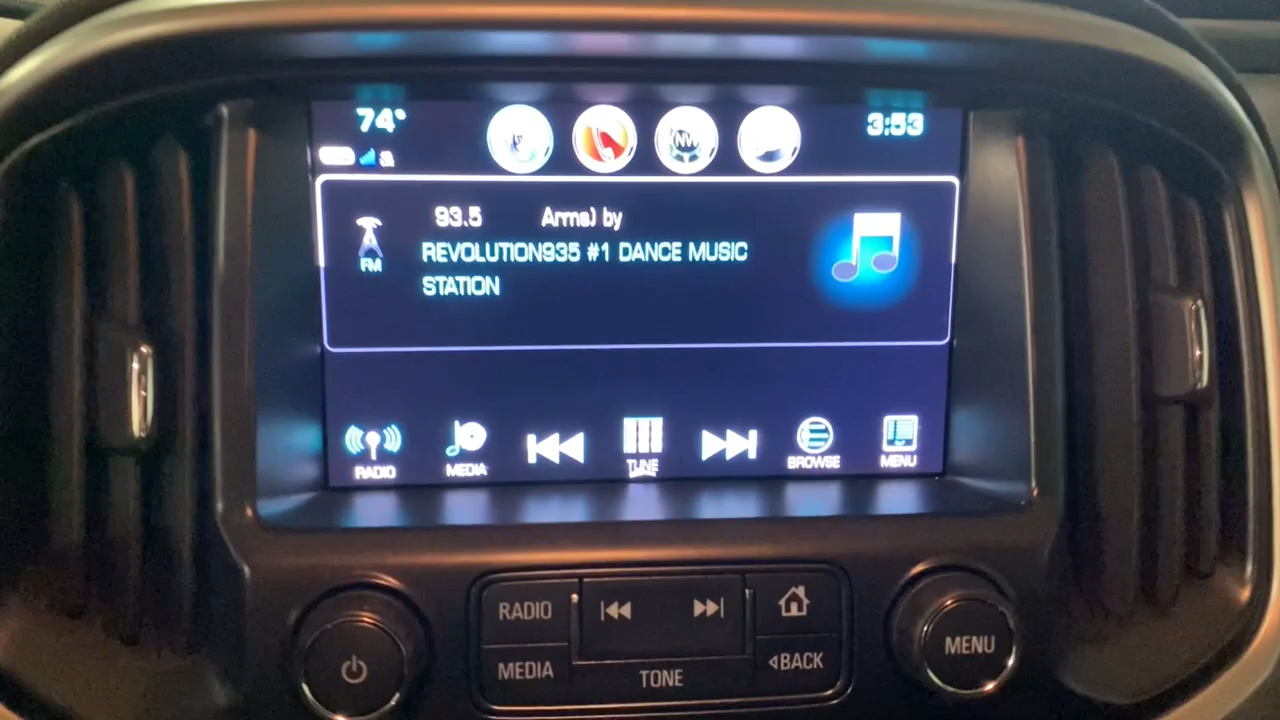 74°
NW
3:53
93.5 Arms) by
FM
REVOLUTION935 #1 DANCE MUSIC
STATION
RADIO
MEDIA
TUNE
BROWSE
MENU
RADIO
MEDIA
TONE
BACK
MENU